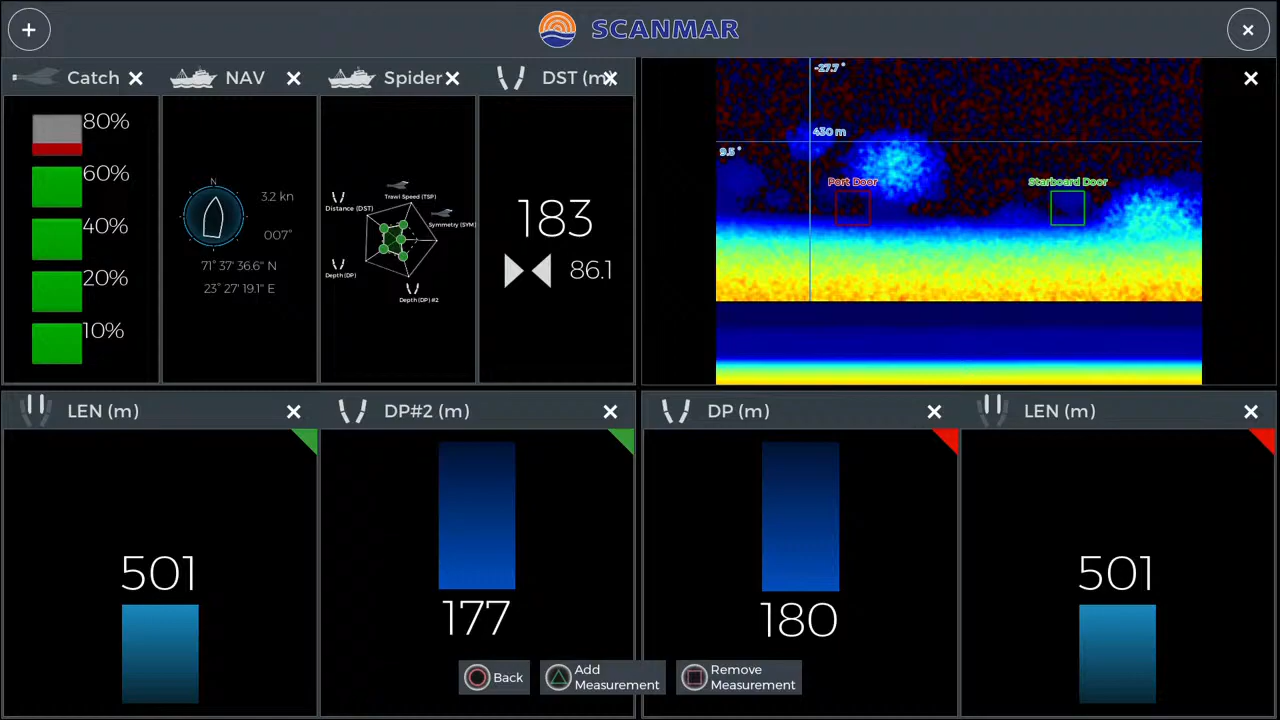 SCANMAR
Catch
NAV
Spider
DST (m)
80%
60%
40%
20%
10%
N
3.2 kn
007°
71° 37' 36.6" N
23° 27' 19.1" E
Trawl Speed (TSP)
Distance (DST)
Symmetry (SYM)
Depth (DP)
Depth (DP) #2
183
86.1
-27.7 °
430 m
9.5 °
Port Door
Starboard Door
LEN (m)
DP#2 (m)
DP (m)
LEN (m)
501
177
180
501
Back
Add
Measurement
Remove
Measurement